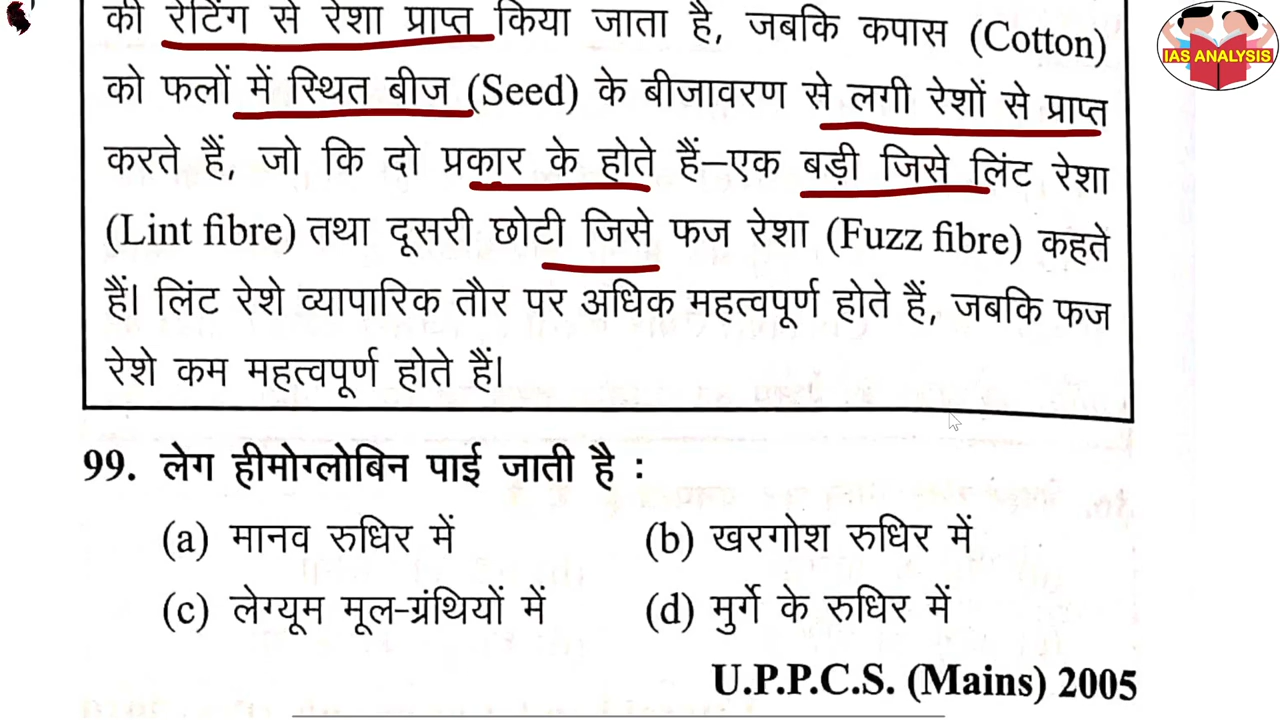 की रेटिंग से रेशा प्राप्त किया जाता है, जबकि कपास (Cotton)
IAS ANALYSIS
को फलों में स्थित बीज (Seed) के बीजावरण से लगी रेशों से प्राप्त
करते हैं, जो कि दो प्रकार के होते हैं–एक बड़ी जिसे लिंट रेशा
(Lint fibre) तथा दूसरी छोटी जिसे फज रेशा (Fuzz fibre) कहते
हैं। लिंट रेशे व्यापारिक तौर पर अधिक महत्वपूर्ण होते हैं, जबकि फज
रेशे कम महत्वपूर्ण होते हैं।
99. लेग हीमोग्लोबिन पाई जाती है :
(a) मानव रुधिर में (b) खरगोश रुधिर में
(c) लेग्यूम मूल-ग्रंथियों में (d) मुर्गे के रुधिर में
U.P.P.C.S. (Mains) 2005